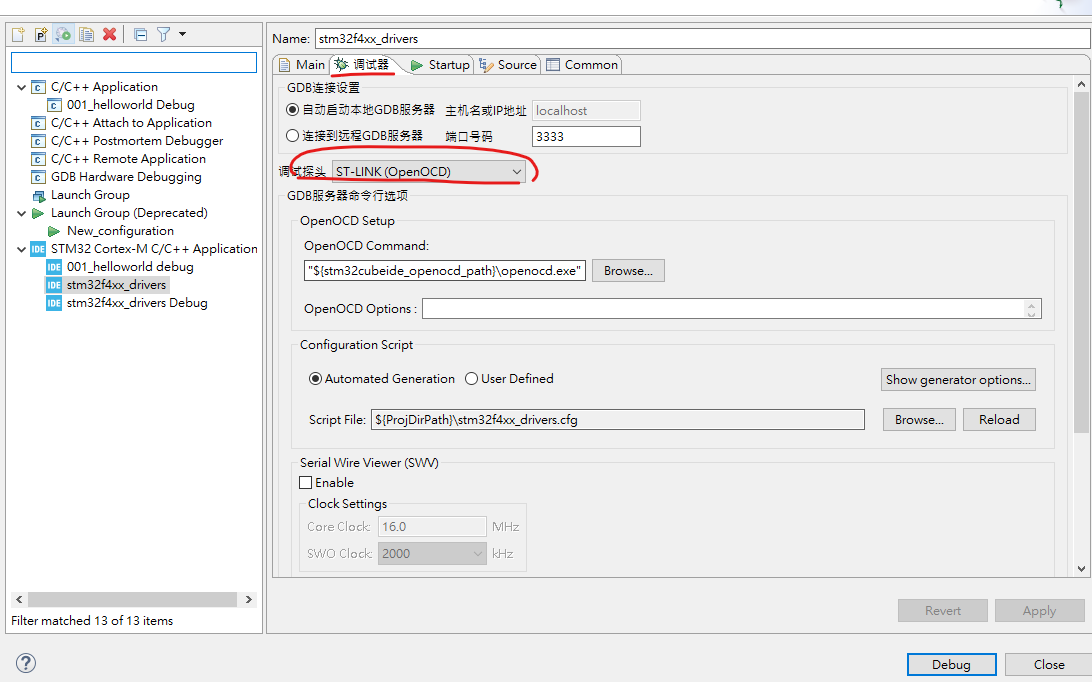 Name: stm32f4xx_drivers
Main 调试器 Startup Source Common
C/C++ Application
001_helloworld Debug
C/C++ Attach to Application
C/C++ Postmortem Debugger
C/C++ Remote Application
GDB Hardware Debugging
Launch Group
Launch Group (Deprecated)
New_configuration
STM32 Cortex-M C/C++ Application
001_helloworld debug
stm32f4xx_drivers
stm32f4xx_drivers Debug
Filter matched 13 of 13 items
GDB连接设置
自动启动本地GDB服务器 主机名或IP地址 localhost
连接到远程GDB服务器 端口号码 3333
调试探头 ST-LINK (OpenOCD)
GDB服务器命令行选项
OpenOCD Setup
OpenOCD Command:
"${stm32cubeide_openocd_path}\openocd.exe" Browse...
OpenOCD Options :
Configuration Script
Automated Generation User Defined
Show generator options...
Script File: ${ProjDirPath}\stm32f4xx_drivers.cfg Browse... Reload
Serial Wire Viewer (SWV)
Enable
Clock Settings
Core Clock: 16.0 MHz
SWO Clock: 2000 kHz
Revert Apply
? Debug Close